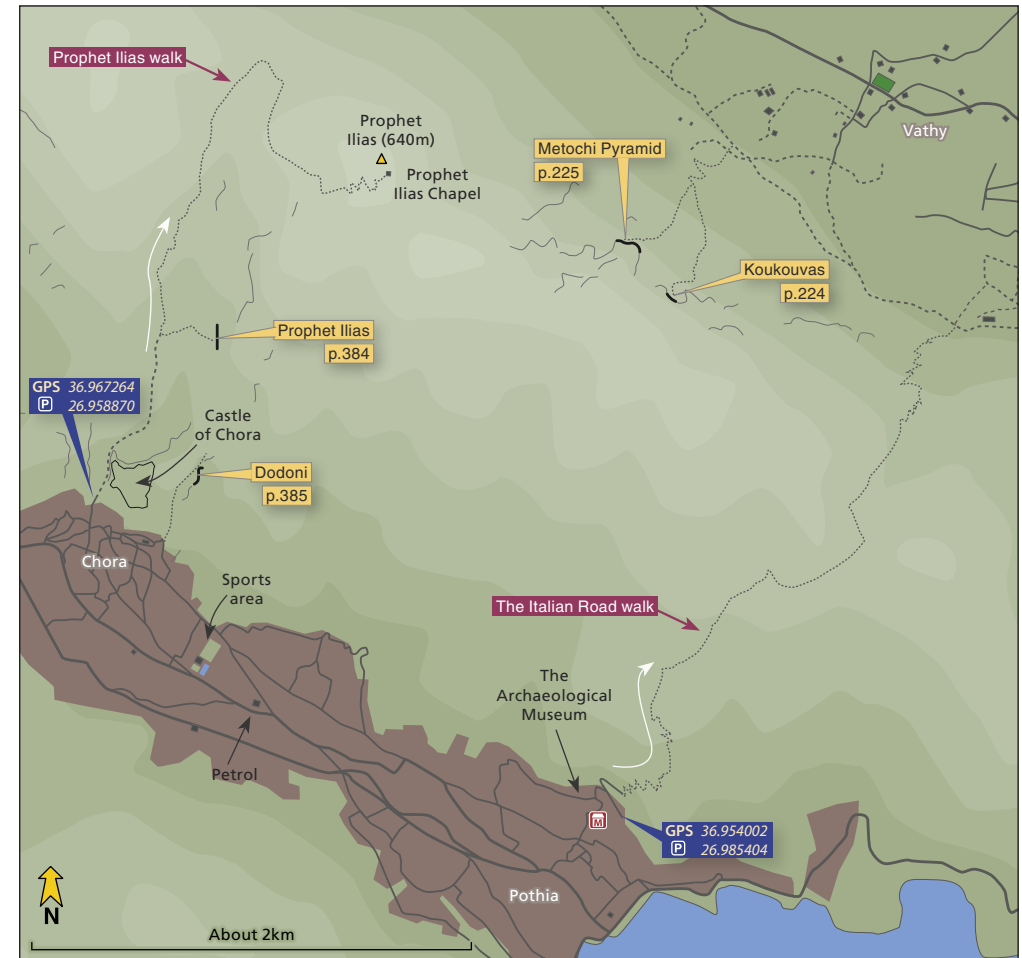 Prophet Ilias walk
Prophet
Ilias (640m)
Prophet
Ilias Chapel
Metochi Pyramid
p.225
Vathy
Koukouvas
p.224
Prophet Ilias
p.384
GPS 36.967264
P 26.958870
Castle
of Chora
Dodoni
p.385
Chora
Sports
area
The Italian Road walk
The
Archaeological
Museum
Petrol
M
GPS 36.954002
P 26.985404
Pothia
N
About 2km